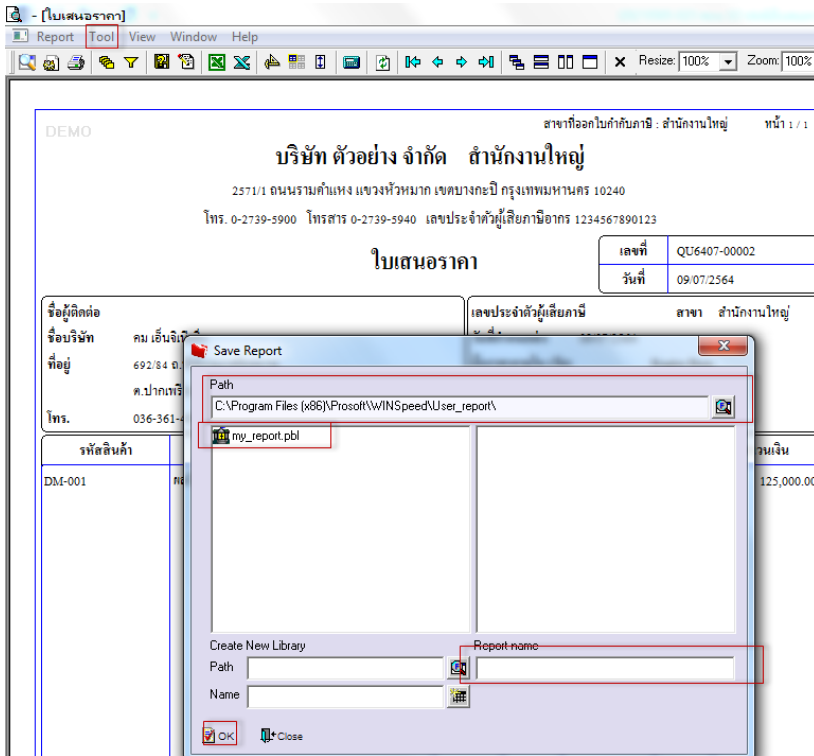 - [ใบเสนอราคา]
Report Tool View Window Help
Resize: 100% Zoom: 100%
DEMO
สาขาที่ออกใบกำกับภาษี : สำนักงานใหญ่ หน้า 1 / 1
บริษัท ตัวอย่าง จำกัด สำนักงานใหญ่
2571/1 ถนนรามคำแหง แขวงหัวหมาก เขตบางกะปิ กรุงเทพมหานคร 10240
โทร. 0-2739-5900 โทรสาร 0-2739-5940 เลขประจำตัวผู้เสียภาษีอากร 1234567890123
ใบเสนอราคา
เลขที่ QU6407-00002
วันที่ 09/07/2564
ชื่อผู้ติดต่อ
เลขประจำตัวผู้เสียภาษี สาขา สำนักงานใหญ่
ชื่อบริษัท คม
ที่อยู่ 692/84 ถ.
ต.ปากเพรี
โทร. 036-361-4
รหัสสินค้า
วนเงิน
DM-001
125,000.00
Save Report
Path
C:\Program Files (x86)\Prosoft\WINSpeed\User_report\
my_report.pbl
Create New Library
Report name
Path
Name
OK Close